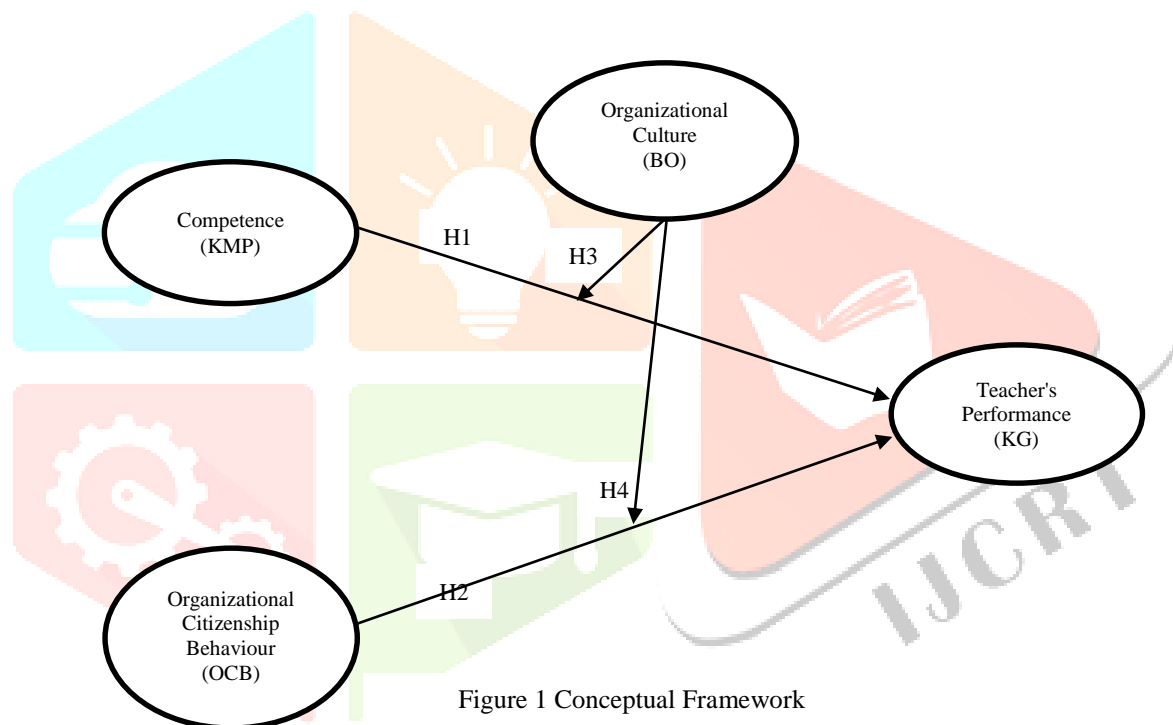 Organizational
Culture
(BO)
Competence
(KMP)
H1
H3
Teacher's
Performance
(KG)
H4
H2
Organizational
Citizenship
Behaviour
(OCB)
IJCRT
Figure 1 Conceptual Framework